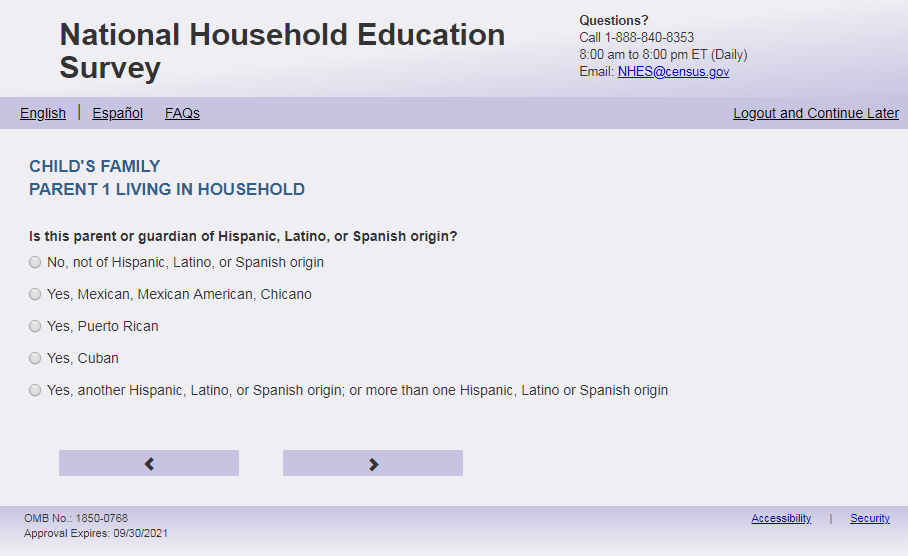 National Household Education
Survey
Questions?
Call 1-888-840-8353
8:00 am to 8:00 pm ET (Daily)
Email: NHES@census.gov
English | Español FAQs Logout and Continue Later
CHILD'S FAMILY
PARENT 1 LIVING IN HOUSEHOLD
Is this parent or guardian of Hispanic, Latino, or Spanish origin?
No, not of Hispanic, Latino, or Spanish origin
Yes, Mexican, Mexican American, Chicano
Yes, Puerto Rican
Yes, Cuban
Yes, another Hispanic, Latino, or Spanish origin; or more than one Hispanic, Latino or Spanish origin
OMB No.: 1850-0768
Approval Expires: 09/30/2021
Accessibility | Security